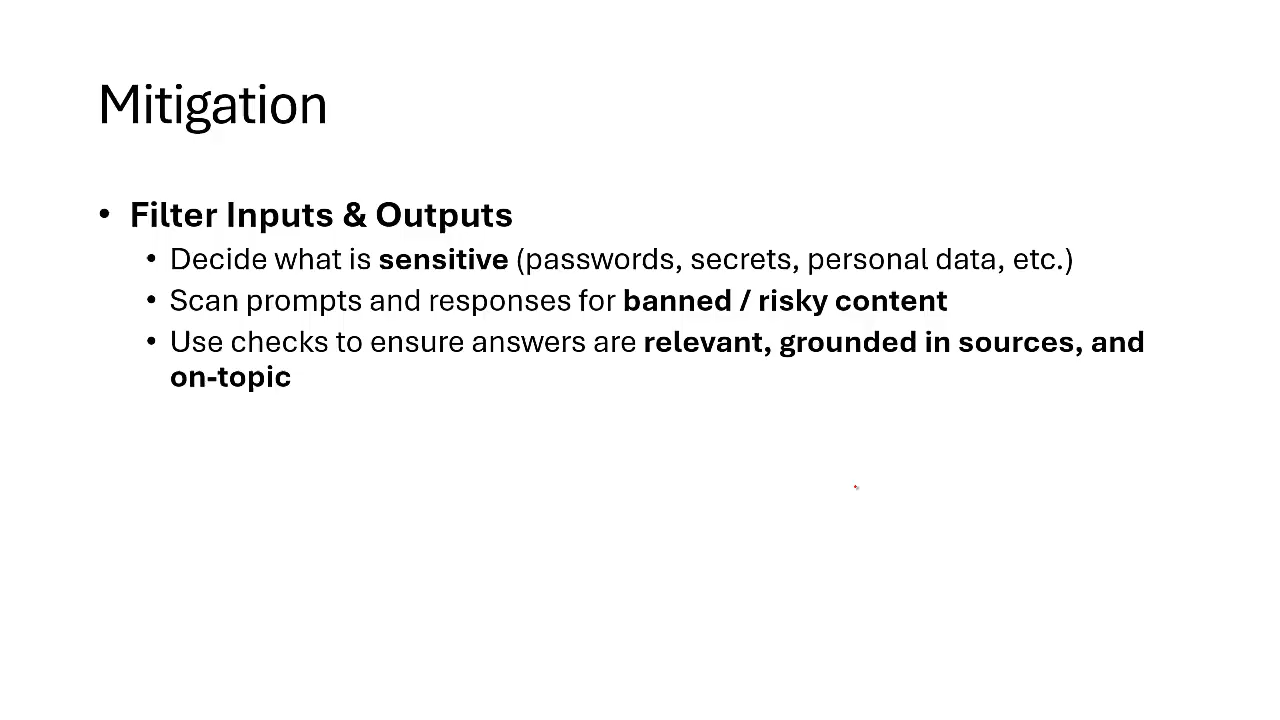 Mitigation
• Filter Inputs & Outputs
• Decide what is sensitive (passwords, secrets, personal data, etc.)
• Scan prompts and responses for banned / risky content
• Use checks to ensure answers are relevant, grounded in sources, and
on-topic